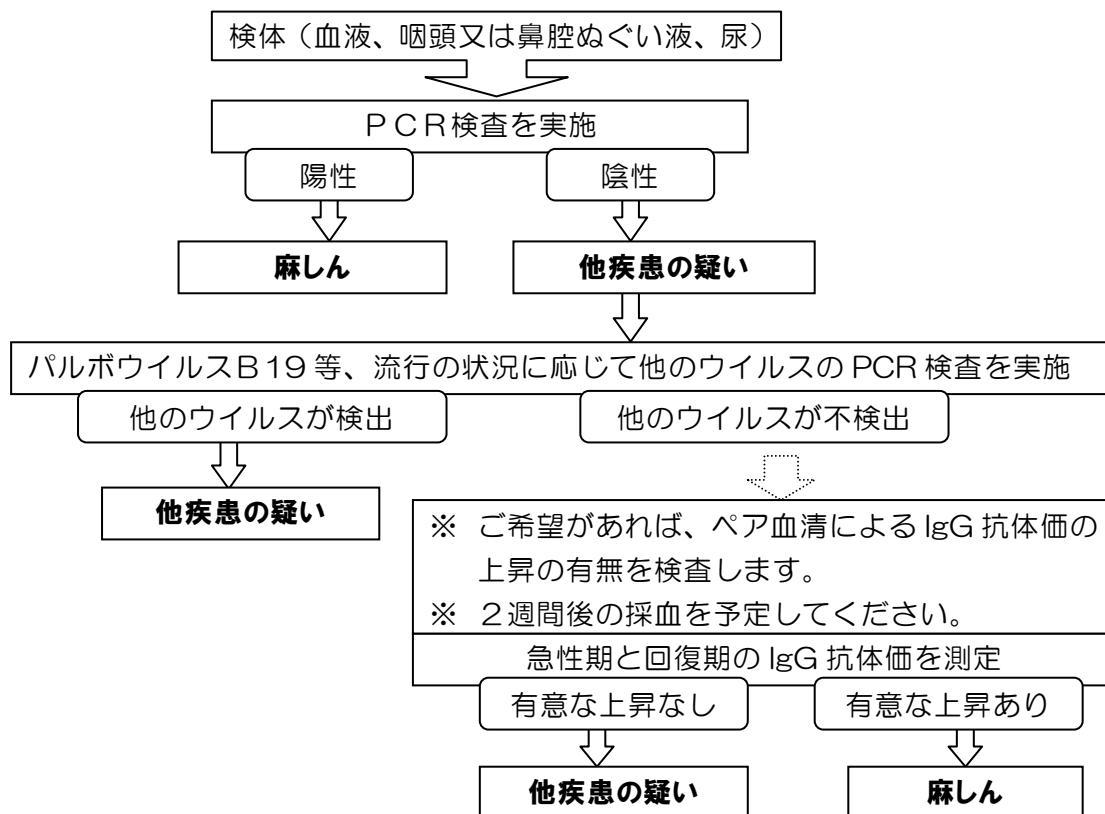 検体（血液、咽頭又は鼻腔ぬぐい液、尿）
ＰＣＲ検査を実施
陽性
陰性
麻しん
他疾患の疑い
パルボウイルスＢ19等、流行の状況に応じて他のウイルスのPCR検査を実施
他のウイルスが検出
他のウイルスが不検出
他疾患の疑い
※ ご希望があれば、ペア血清によるIgG抗体価の
上昇の有無を検査します。
※ ２週間後の採血を予定してください。
急性期と回復期のIgG抗体価を測定
有意な上昇なし
有意な上昇あり
他疾患の疑い
麻しん